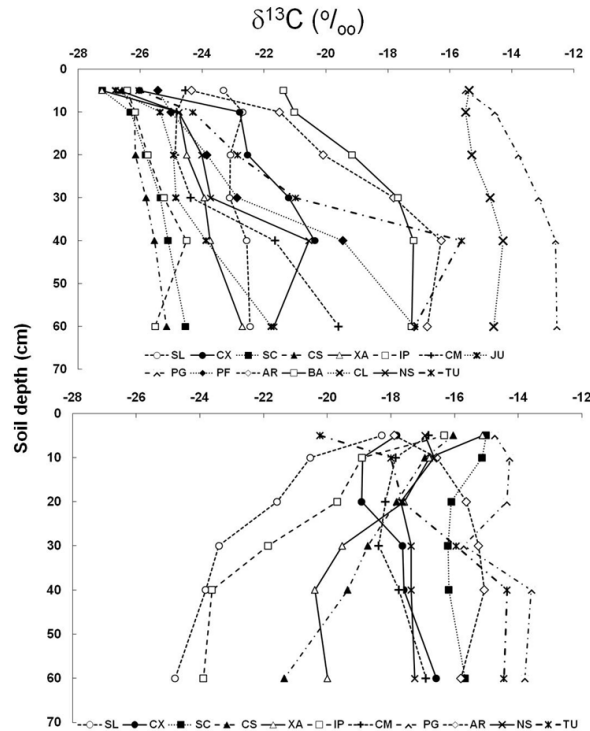 δ13C (o/oo)
-28 -26 -24 -22 -20 -18 -16 -14 -12
0
10
20
30
40
50
60
70
SL CX SC CS XA IP CM JU
PG PF AR BA CL NS TU
Soil depth (cm)
-28 -26 -24 -22 -20 -18 -16 -14 -12
0
10
20
30
40
50
60
70
SL CX SC CS XA IP CM PG AR NS TU